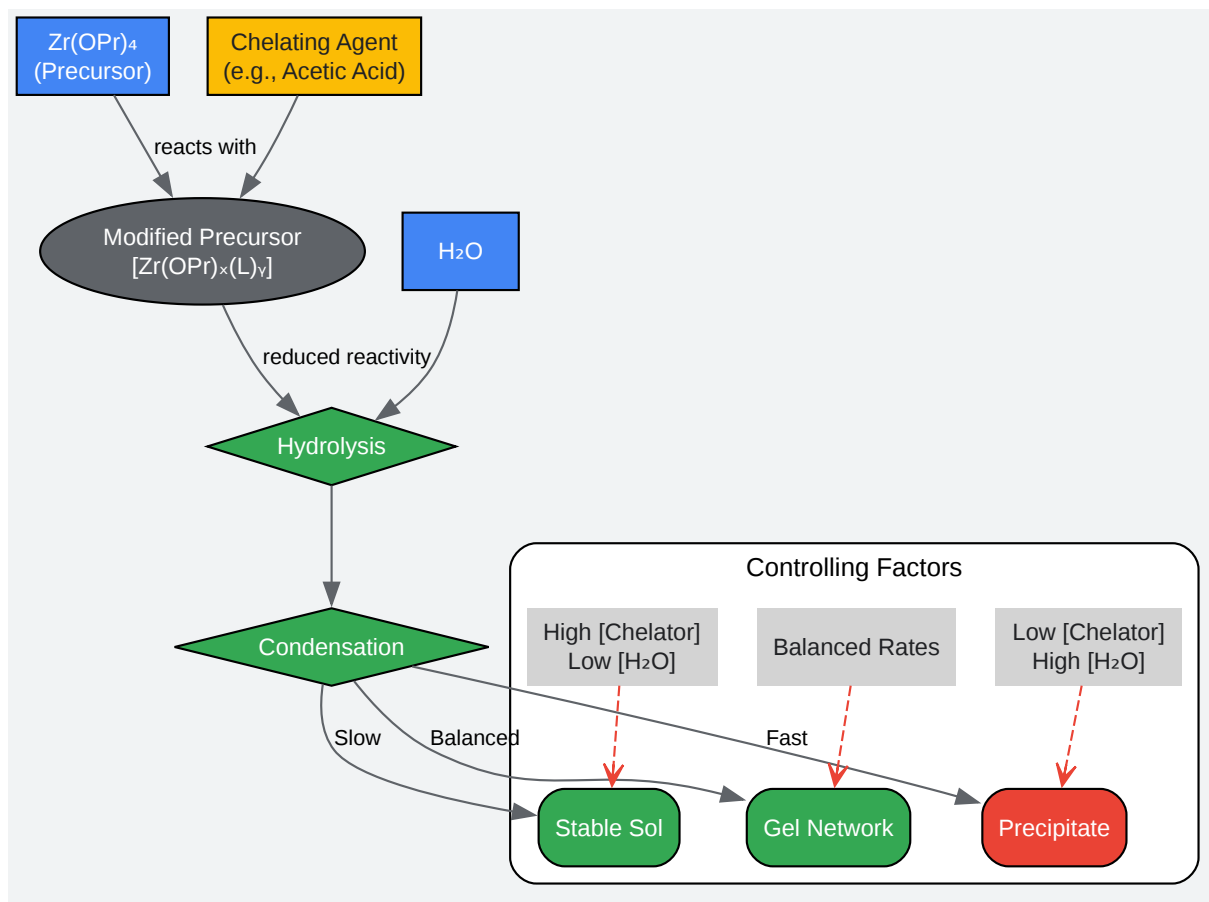 Zr(OPr)₄
(Precursor)
Chelating Agent
(e.g., Acetic Acid)
reacts with
Modified Precursor
[Zr(OPr)ₓ(L)ᵧ]
H₂O
reduced reactivity
Hydrolysis
Condensation
Controlling Factors
High [Chelator]
Low [H₂O]
Balanced Rates
Low [Chelator]
High [H₂O]
Slow
Balanced
Fast
Stable Sol
Gel Network
Precipitate